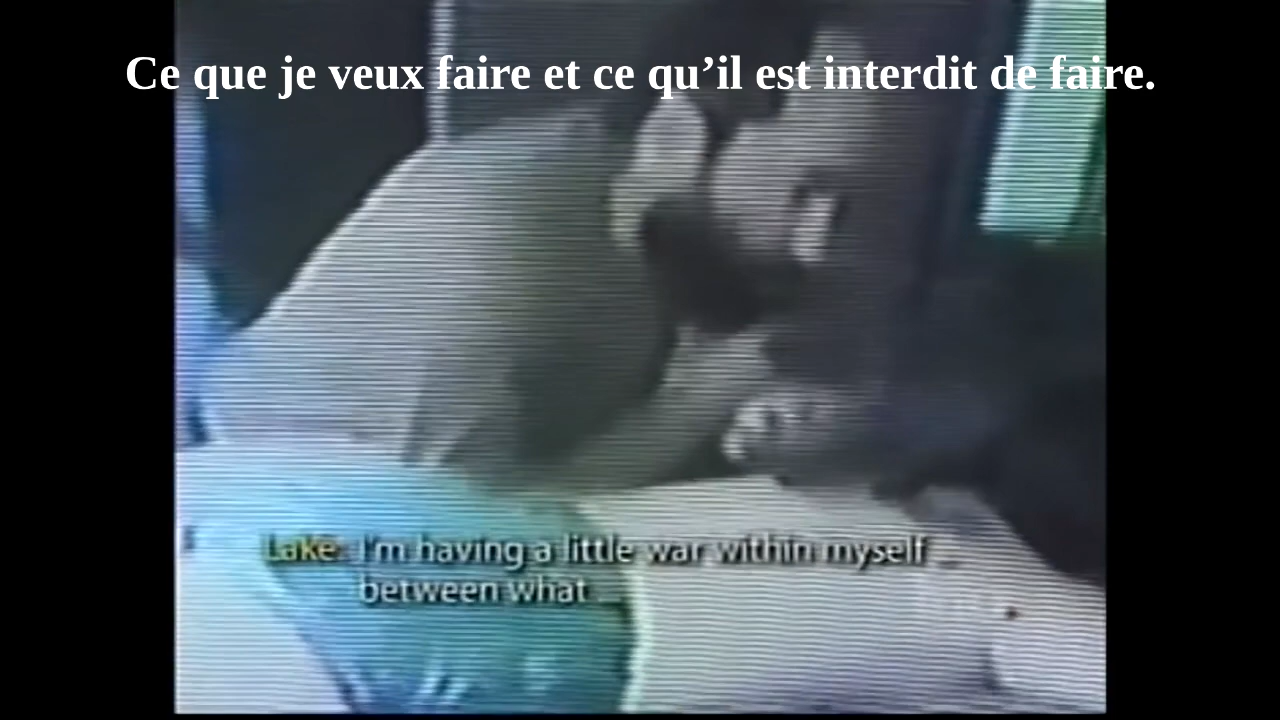 Ce que je veux faire et ce qu’il est interdit de faire.
Lake: I'm having a little war within myself ...
between what ...